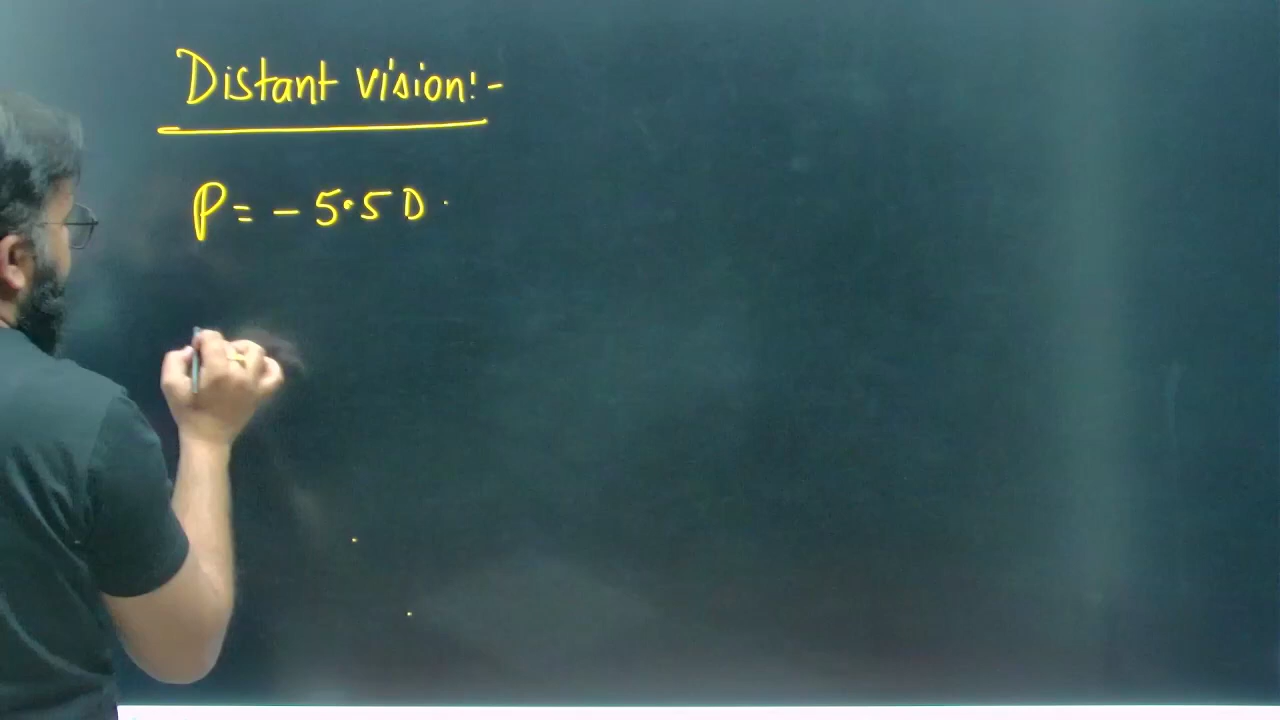 Distant vision:-
P = - 5.5 D